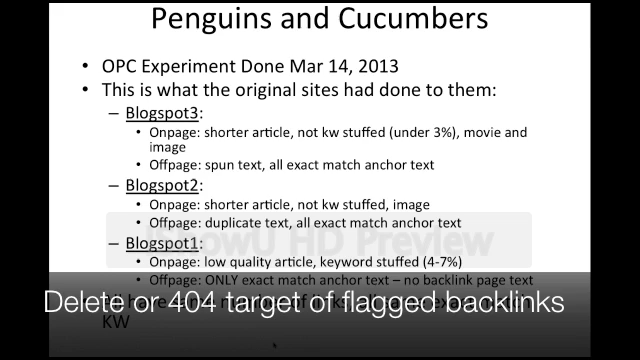 Penguins and Cucumbers
• OPC Experiment Done Mar 14, 2013
• This is what the original sites had done to them:
– Blogspot3:
• Onpage: shorter article, not kw stuffed (under 3%), movie and
image
• Offpage: spun text, all exact match anchor text
– Blogspot2:
• Onpage: shorter article, not kw stuffed, image
• Offpage: duplicate text, all exact match anchor text
iShowU HD Preview
– Blogspot1:
• Onpage: low quality article, keyword stuffed (4-7%)
• Offpage: ONLY exact match anchor text – no backlink page text
Delete or 404 target of flagged backlinks
KW